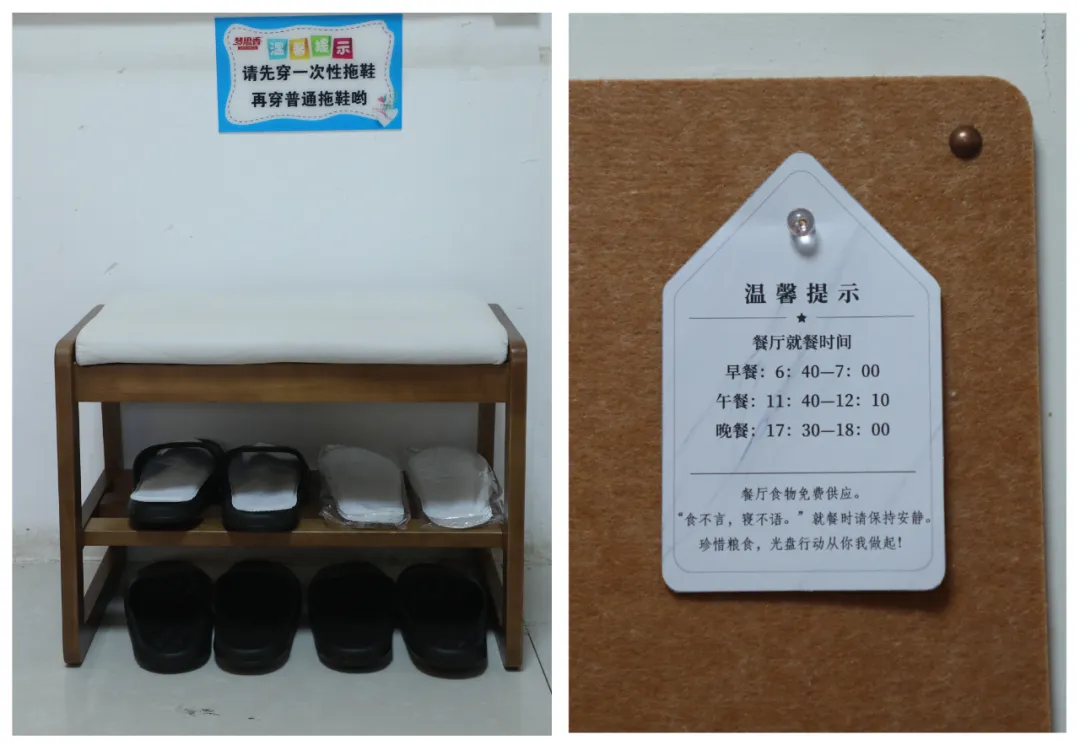 梦思香
温馨提示
请先穿一次性拖鞋
再穿普通拖鞋哟
温馨提示
餐厅就餐时间
早餐：6：40—7：00
午餐：11：40—12：10
晚餐：17：30—18：00
餐厅食物免费供应。
“食不言，寝不语。”就餐时请保持安静。
珍惜粮食，光盘行动从你我做起！